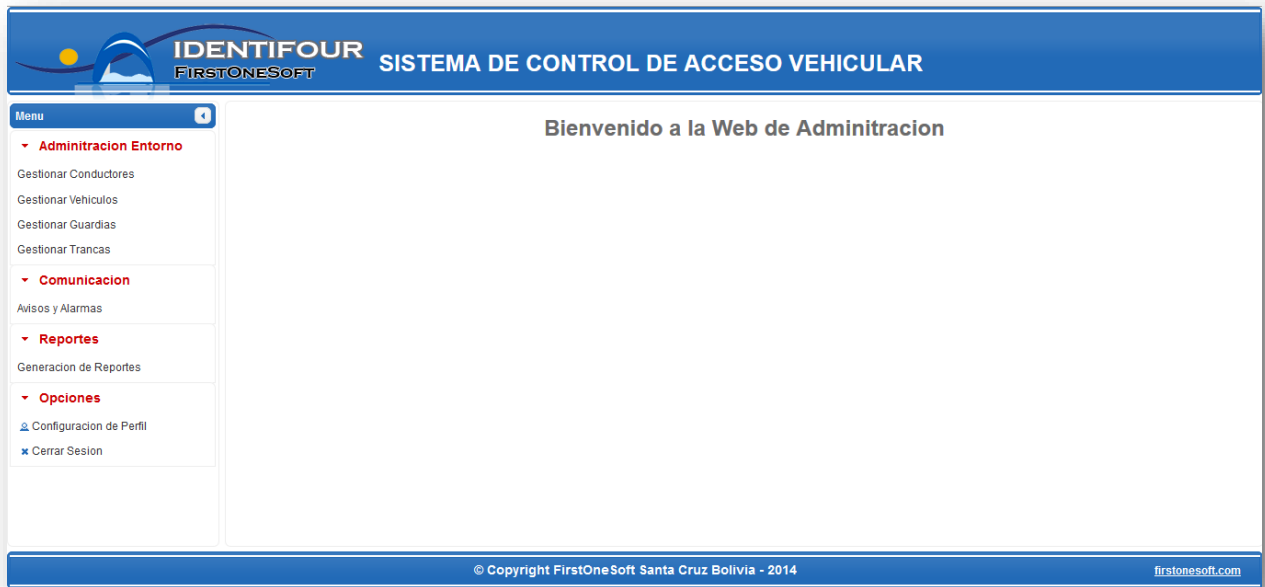 IDENTIFOUR
FIRSTONESOFT
SISTEMA DE CONTROL DE ACCESO VEHICULAR
Menu
Adminitracion Entorno
Gestionar Conductores
Gestionar Vehiculos
Gestionar Guardias
Gestionar Trancas
Comunicacion
Avisos y Alarmas
Reportes
Generacion de Reportes
Opciones
Configuracion de Perfil
Cerrar Sesion
Bienvenido a la Web de Adminitracion
© Copyright FirstOneSoft Santa Cruz Bolivia - 2014
firstonesoft.com